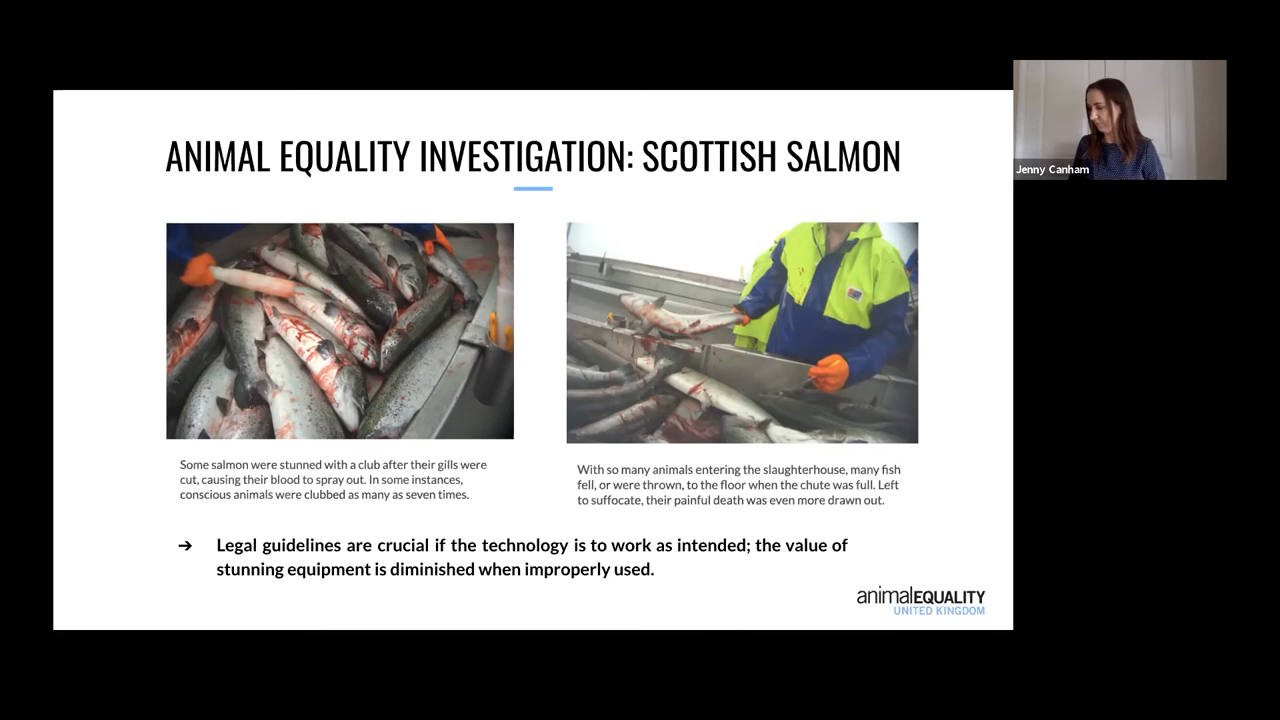 ANIMAL EQUALITY INVESTIGATION: SCOTTISH SALMON
Jenny Canham
Some salmon were stunned with a club after their gills were
cut, causing their blood to spray out. In some instances,
conscious animals were clubbed as many as seven times.
With so many animals entering the slaughterhouse, many fish
fell, or were thrown, to the floor when the chute was full. Left
to suffocate, their painful death was even more drawn out.
➔ Legal guidelines are crucial if the technology is to work as intended; the value of
stunning equipment is diminished when improperly used.
animalEQUALITY
UNITED KINGDOM